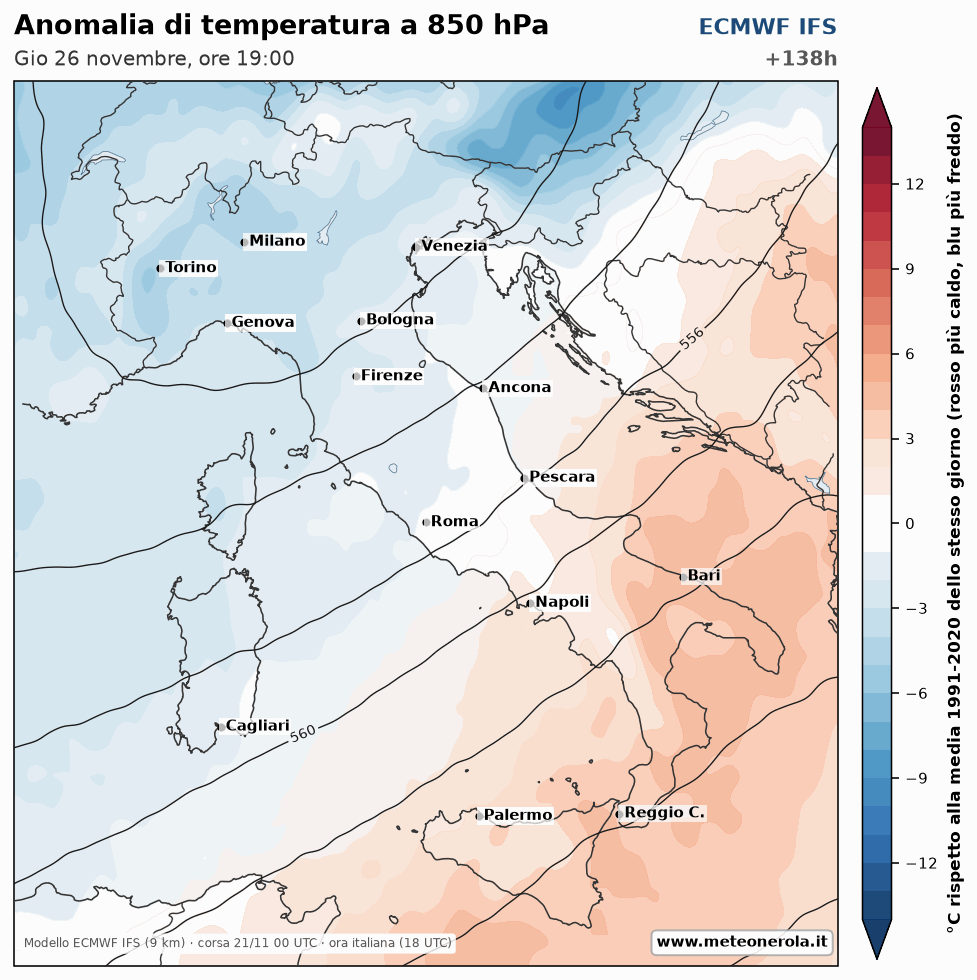 Anomalia di temperatura a 850 hPa
ECMWF IFS
Gio 26 novembre, ore 19:00
+138h
Milano
Venezia
Torino
Genova
Bologna
556
Firenze
Ancona
Pescara
Roma
Bari
Napoli
Cagliari
560
Palermo
Reggio C.
12
9
6
3
0
−3
−6
−9
−12
°C rispetto alla media 1991-2020 dello stesso giorno (rosso più caldo, blu più freddo)
Modello ECMWF IFS (9 km) · corsa 21/11 00 UTC · ora italiana (18 UTC)
www.meteonerola.it